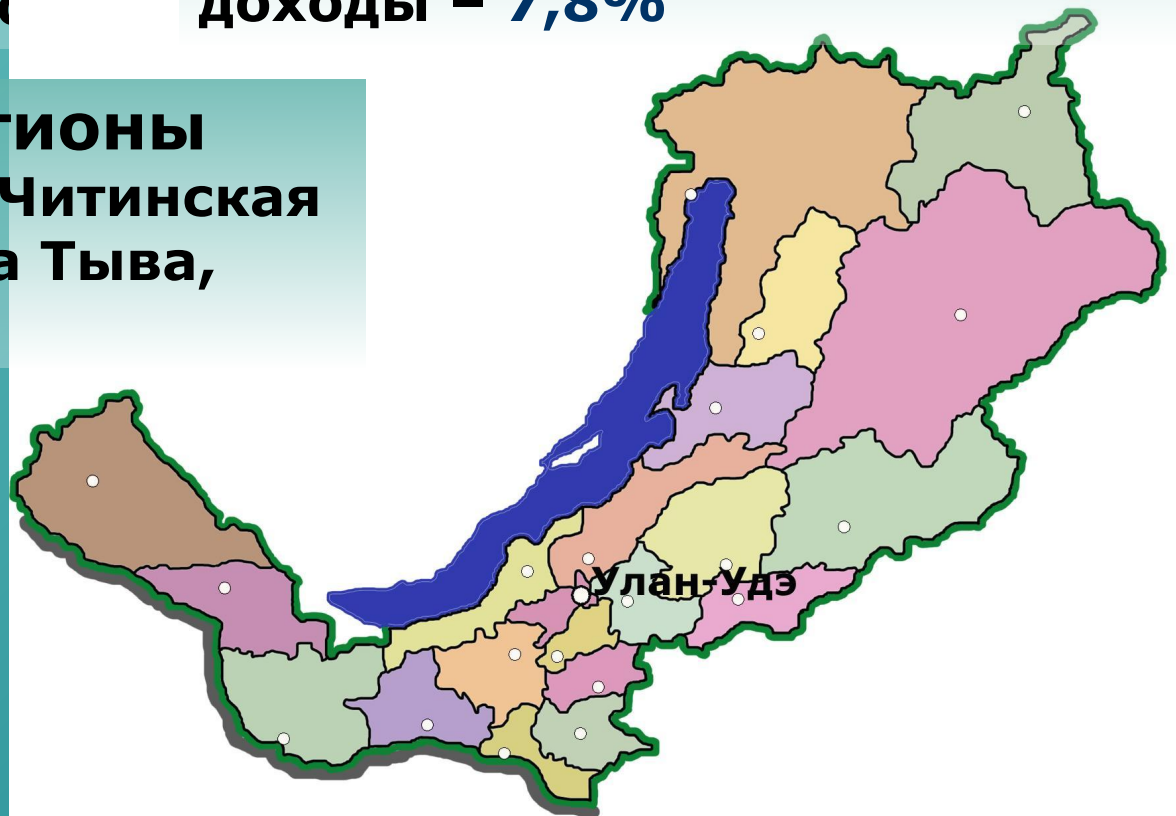 доходы – 7,8%
гионы
Читинская
а Тыва,
Улан-Удэ